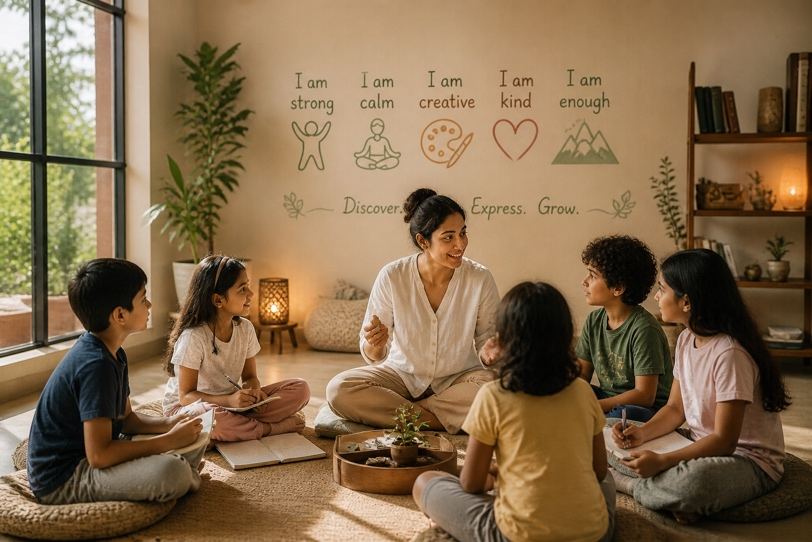 I am strong
I am calm
I am creative
I am kind
I am enough
Discover. Express. Grow.